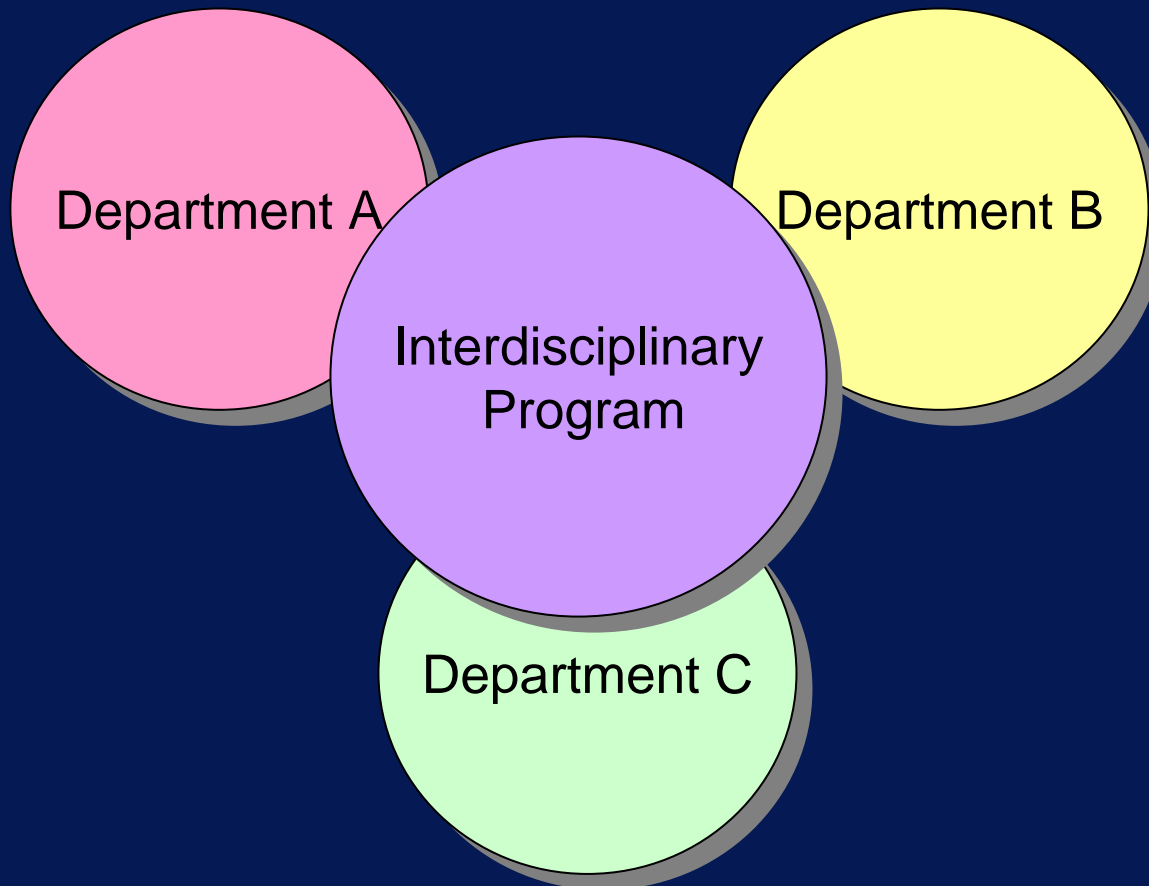 Department A
Department B
Interdisciplinary
Program
Department C